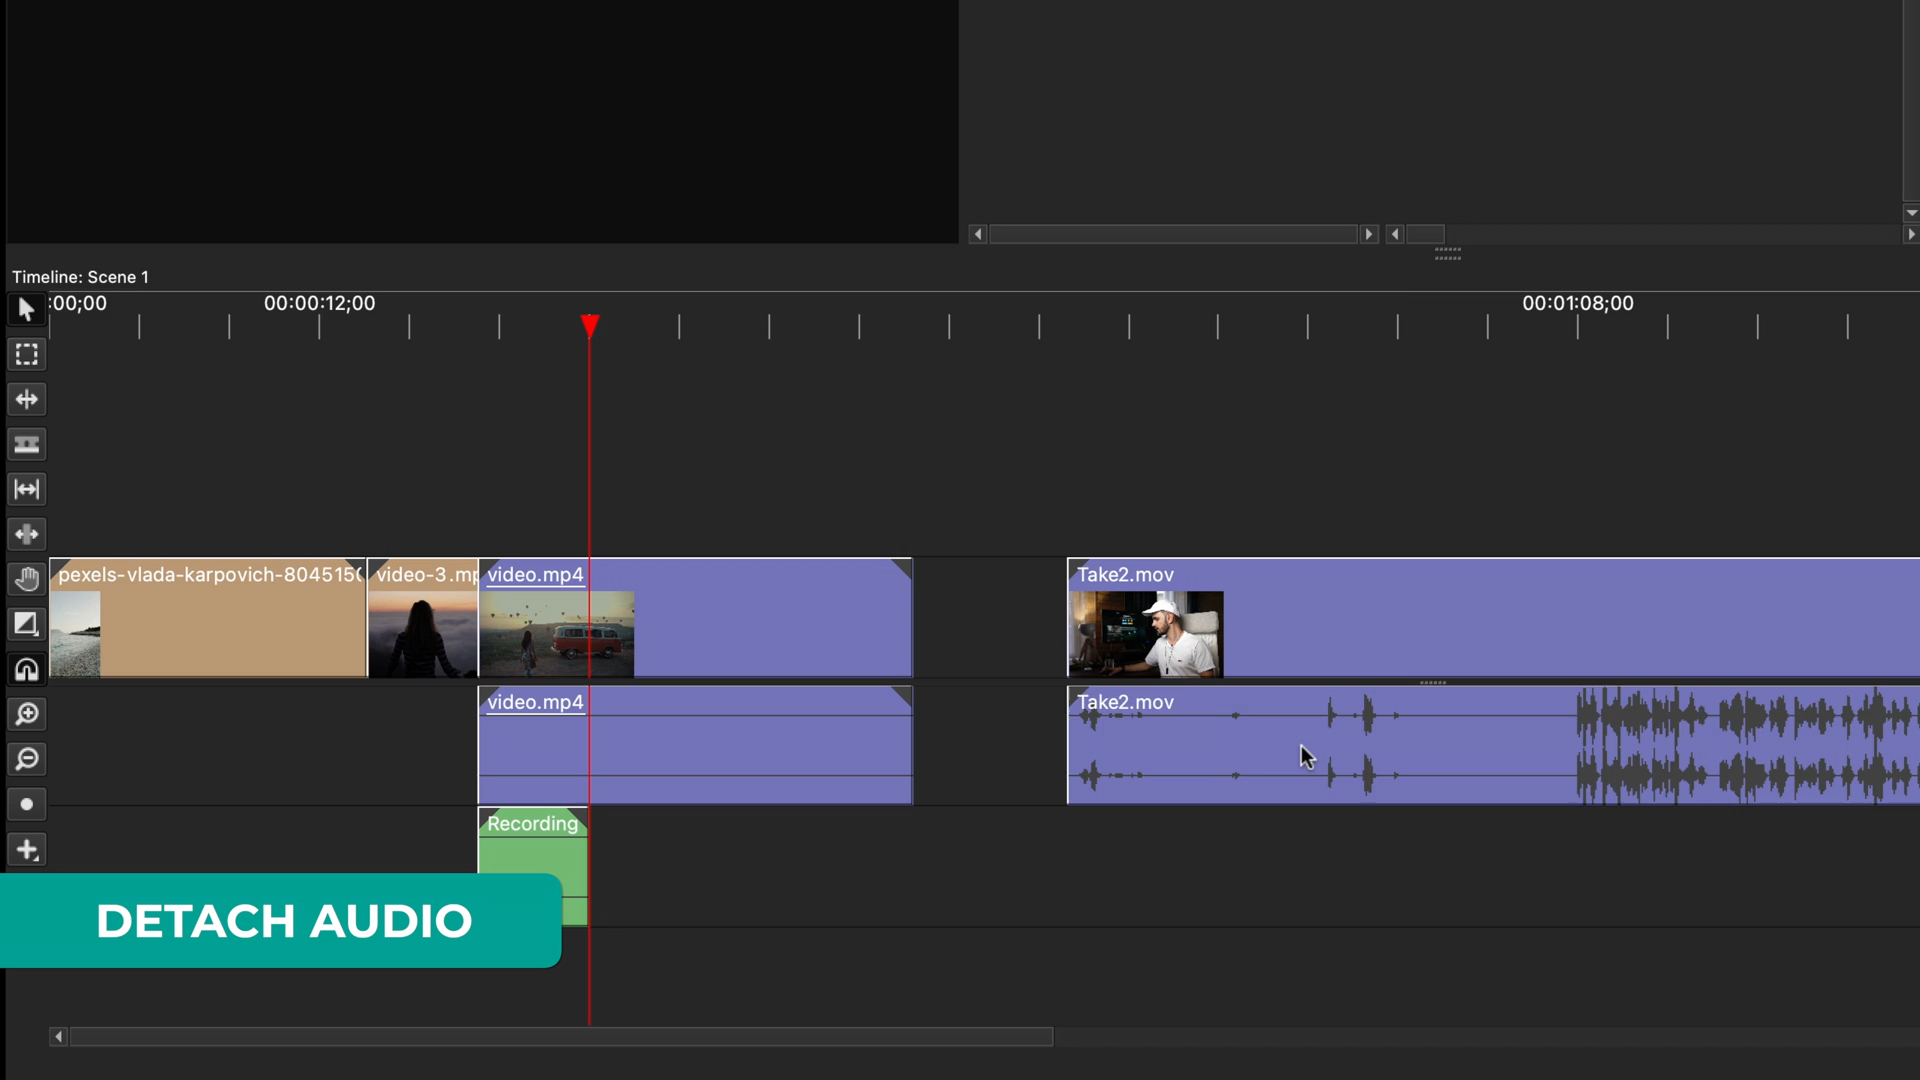 Timeline: Scene 1
:00;00
00:00:12;00
00:01:08;00
pexels-vlada-karpovich-8045150
video-3.mp
video.mp4
Take2.mov
video.mp4
Take2.mov
Recording
DETACH AUDIO